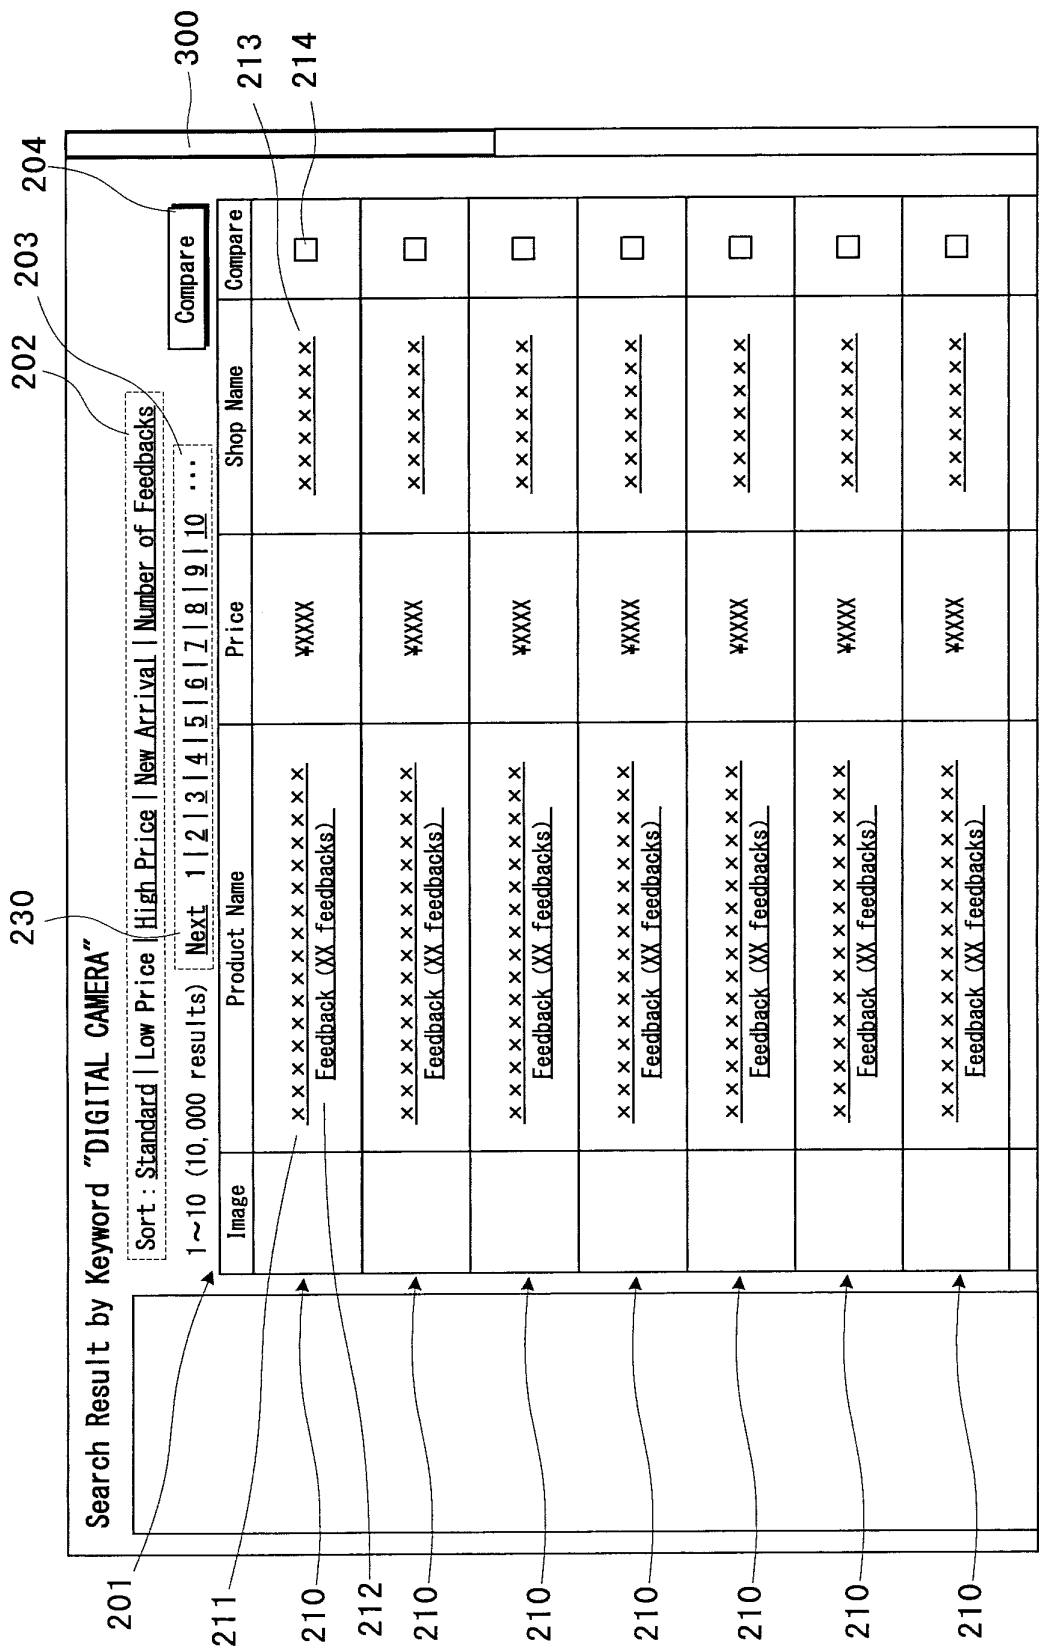 300
204
203
202
213
214
230
Search Result by Keyword "DIGITAL CAMERA"
Sort : Standard | Low Price | High Price | New Arrival | Number of Feedbacks
1~10 (10,000 results) Next 1 | 2 | 3 | 4 | 5 | 6 | 7 | 8 | 9 | 10 ...
Compare
Image Product Name Price Shop Name Compare
×××××××××××××××××× ¥XXXX ××××××××
Feedback (XX feedbacks)
×××××××××××××××××× ¥XXXX ××××××××
Feedback (XX feedbacks)
×××××××××××××××××× ¥XXXX ××××××××
Feedback (XX feedbacks)
×××××××××××××××××× ¥XXXX ××××××××
Feedback (XX feedbacks)
×××××××××××××××××× ¥XXXX ××××××××
Feedback (XX feedbacks)
×××××××××××××××××× ¥XXXX ××××××××
Feedback (XX feedbacks)
×××××××××××××××××× ¥XXXX ××××××××
Feedback (XX feedbacks)
201
211
210
212
210
210
210
210
210
210